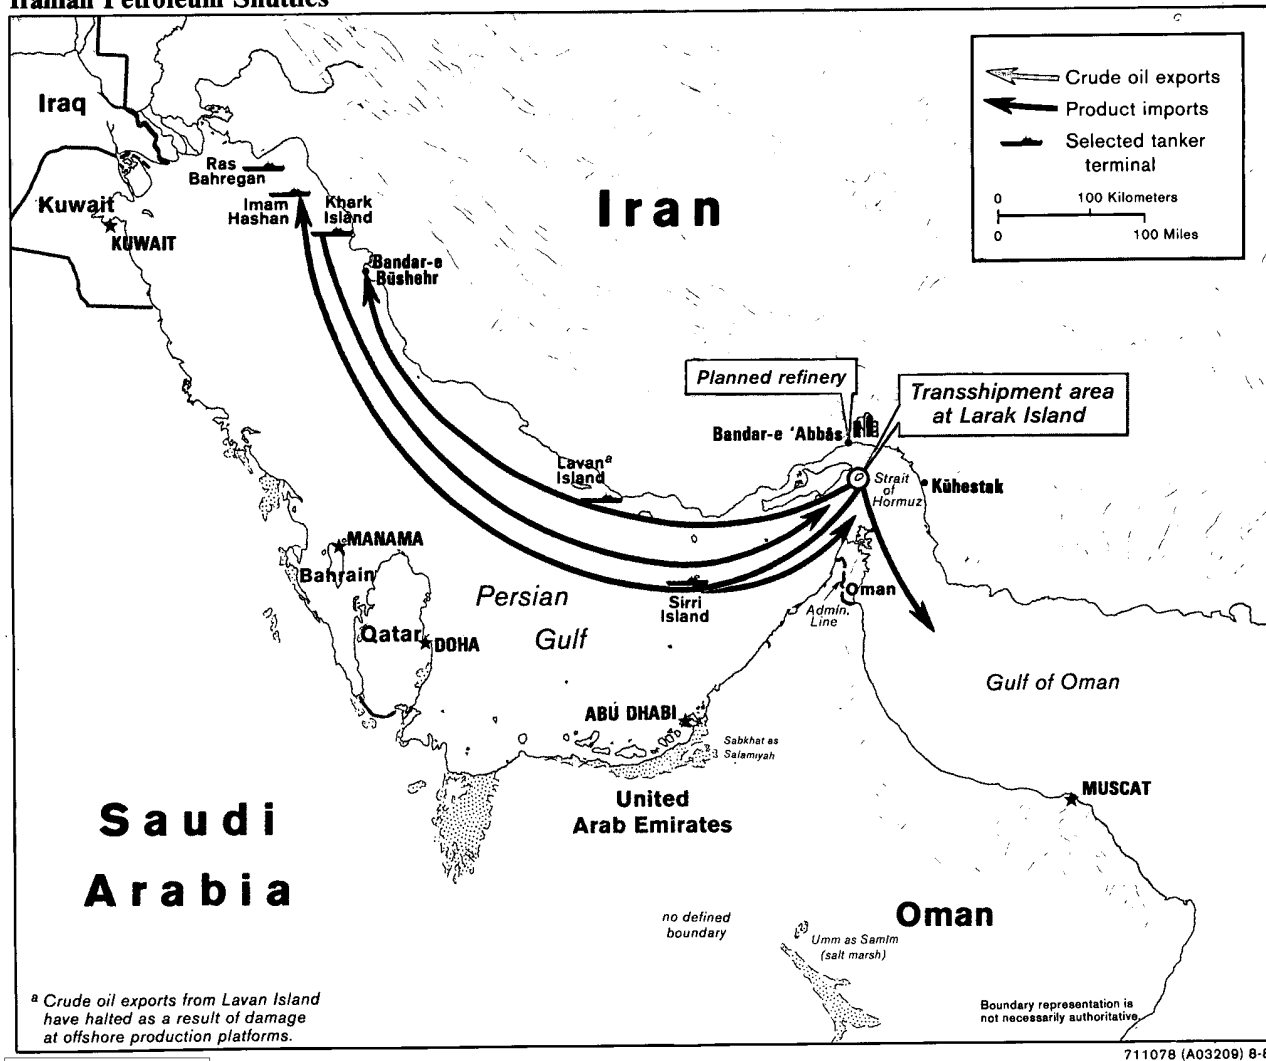 Iranian Petroleum Shuttles
Crude oil exports
Product imports
Selected tanker
terminal
0 100 Kilometers
0 100 Miles
Iraq
Ras
Bahregan
Imam
Hashan
Khark
Island
Iran
Kuwait
KUWAIT
Bandar-e
Büshehr
Planned refinery
Transshipment area
at Larak Island
Bandar-e 'Abbās
Lavan a
Island
Strait
of
Hormuz
Kūhestak
MANAMA
Bahrain
Persian
Gulf
Sirri
Island
Oman
Admin.
Line
Qatar
DOHA
Gulf of Oman
ABŪ DHABI
Sabkhat as
Salamiyah
MUSCAT
United
Arab Emirates
Saudi
Arabia
no defined
boundary
Oman
Umm as Samīm
(salt marsh)
a Crude oil exports from Lavan Island
have halted as a result of damage
at offshore production platforms.
Boundary representation is
not necessarily authoritative.
711078 (A03209)